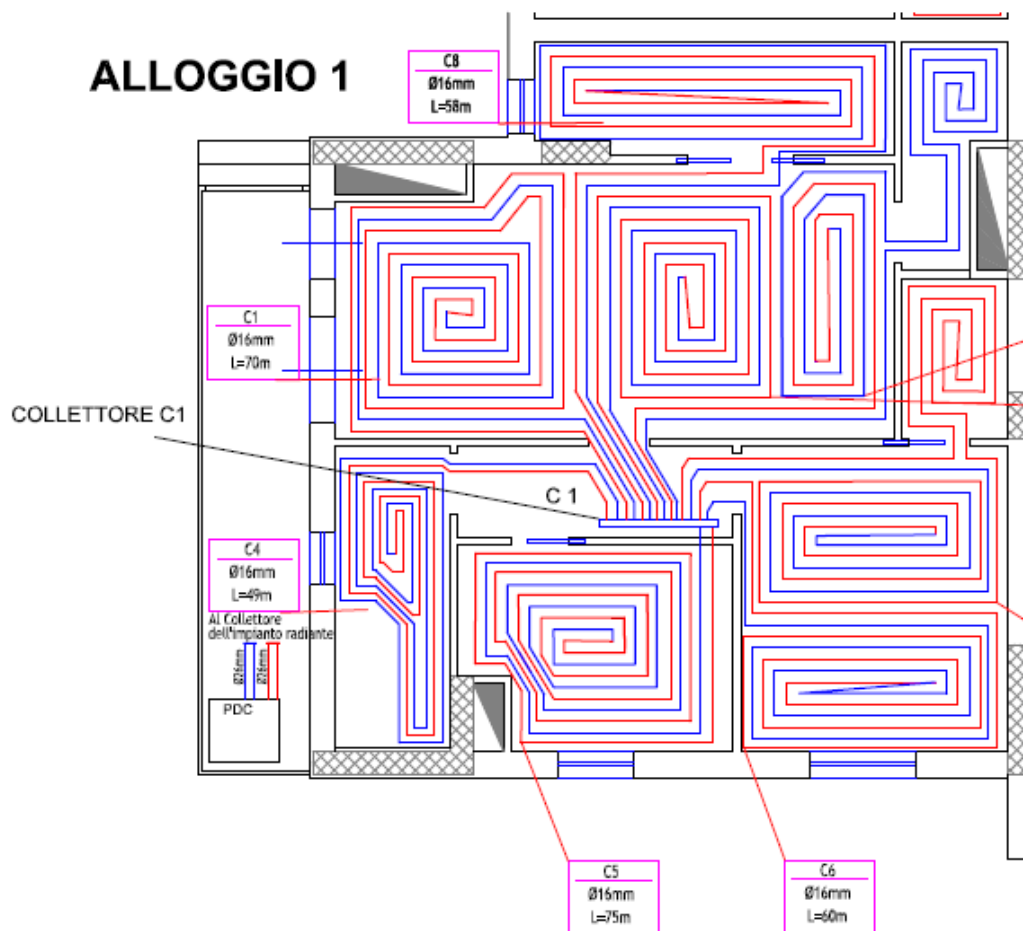 ALLOGGIO 1
C8
Ø16mm
L=58m
C1
Ø16mm
L=70m
COLLETTORE C1
C 1
C4
Ø16mm
L=49m
Al Collettore
dell'impianto radiante
Ø26mm
Ø26mm
PDC
C5
Ø16mm
L=75m
C6
Ø16mm
L=60m